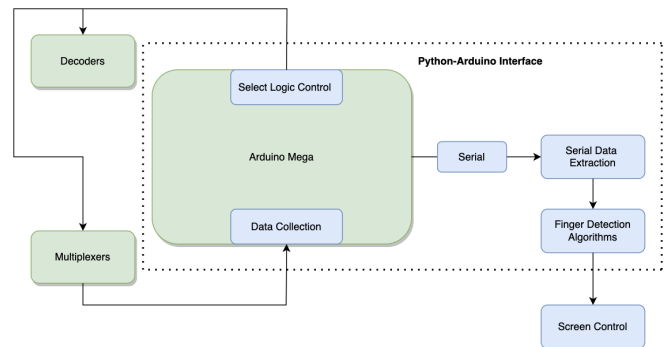 Python-Arduino Interface
Decoders
Select Logic Control
Arduino Mega
Serial
Serial Data
Extraction
Data Collection
Finger Detection
Algorithms
Multiplexers
Screen Control